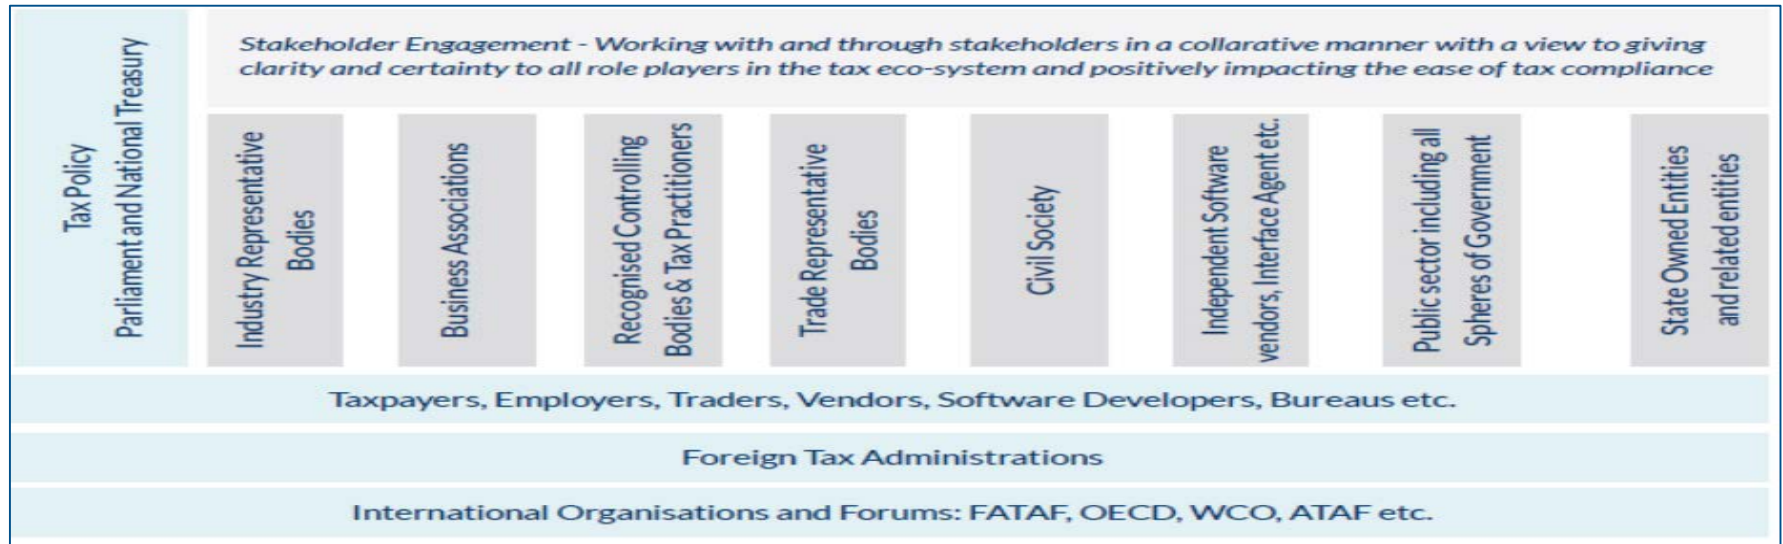 Tax Policy
Parliament and National Treasury
Stakeholder Engagement - Working with and through stakeholders in a collarative manner with a view to giving
clarity and certainty to all role players in the tax eco-system and positively impacting the ease of tax compliance
Industry Representative
Bodies
Business Associations
Recognised Controlling
Bodies & Tax Practitioners
Trade Representative
Bodies
Civil Society
Independent Software
vendors, Interface Agent etc.
Public sector including all
Spheres of Government
State Owned Entities
and related entities
Taxpayers, Employers, Traders, Vendors, Software Developers, Bureaus etc.
Foreign Tax Administrations
International Organisations and Forums: FATAF, OECD, WCO, ATAF etc.